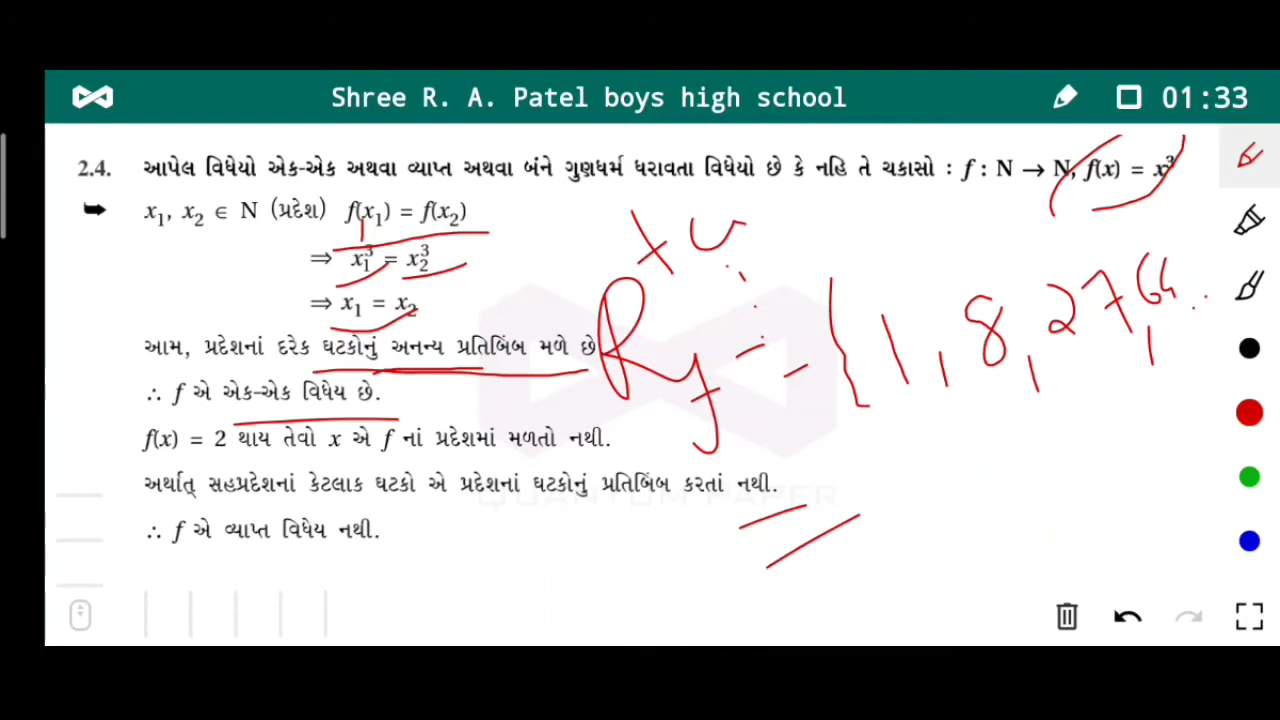 Shree R. A. Patel boys high school 01:33
2.4. આપેલ વિધેયો એક-એક અથવા વ્યાપ્ત અથવા બંને ગુણધર્મ ધરાવતા વિધેયો છે કે નહિ તે ચકાસો : f : N → N, f(x) = x³
➥ x₁, x₂ ∈ N (પ્રદેશ) f(x₁) = f(x₂)
⇒ x₁³ = x₂³
⇒ x₁ = x₂
આમ, પ્રદેશનાં દરેક ઘટકોનું અનન્ય પ્રતિબિંબ મળે છે
∴ f એ એક-એક વિધેય છે.
f(x) = 2 થાય તેવો x એ f નાં પ્રદેશમાં મળતો નથી.
અર્થાત્ સહપ્રદેશનાં કેટલાક ઘટકો એ પ્રદેશનાં ઘટકોનું પ્રતિબિંબ કરતાં નથી.
∴ f એ વ્યાપ્ત વિધેય નથી.
R_f = { 1, 8, 27, 64, ..
QUANTUM PAPER